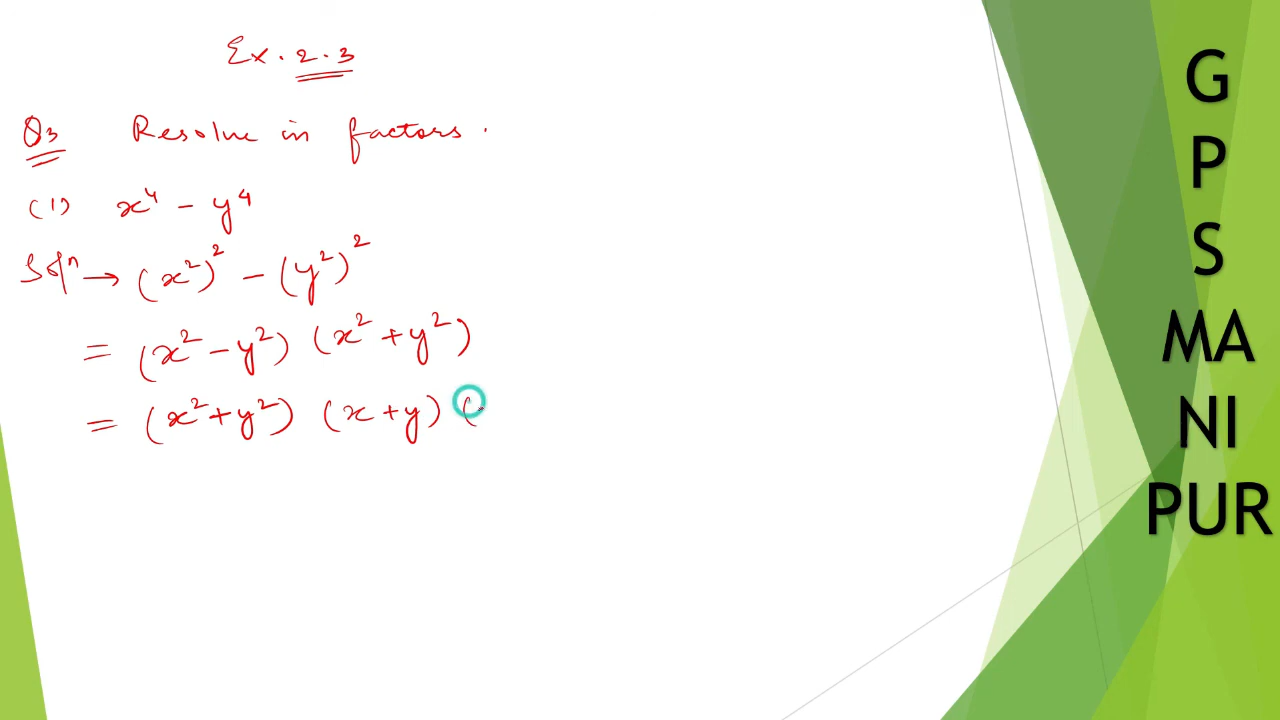 Ex. 2.3
Q3 Resolve in factors.
(1) x⁴ - y⁴
Solⁿ → (x²)² - (y²)²
= (x² - y²) (x² + y²)
= (x² + y²) (x + y) (
G
P
S
MA
NI
PUR